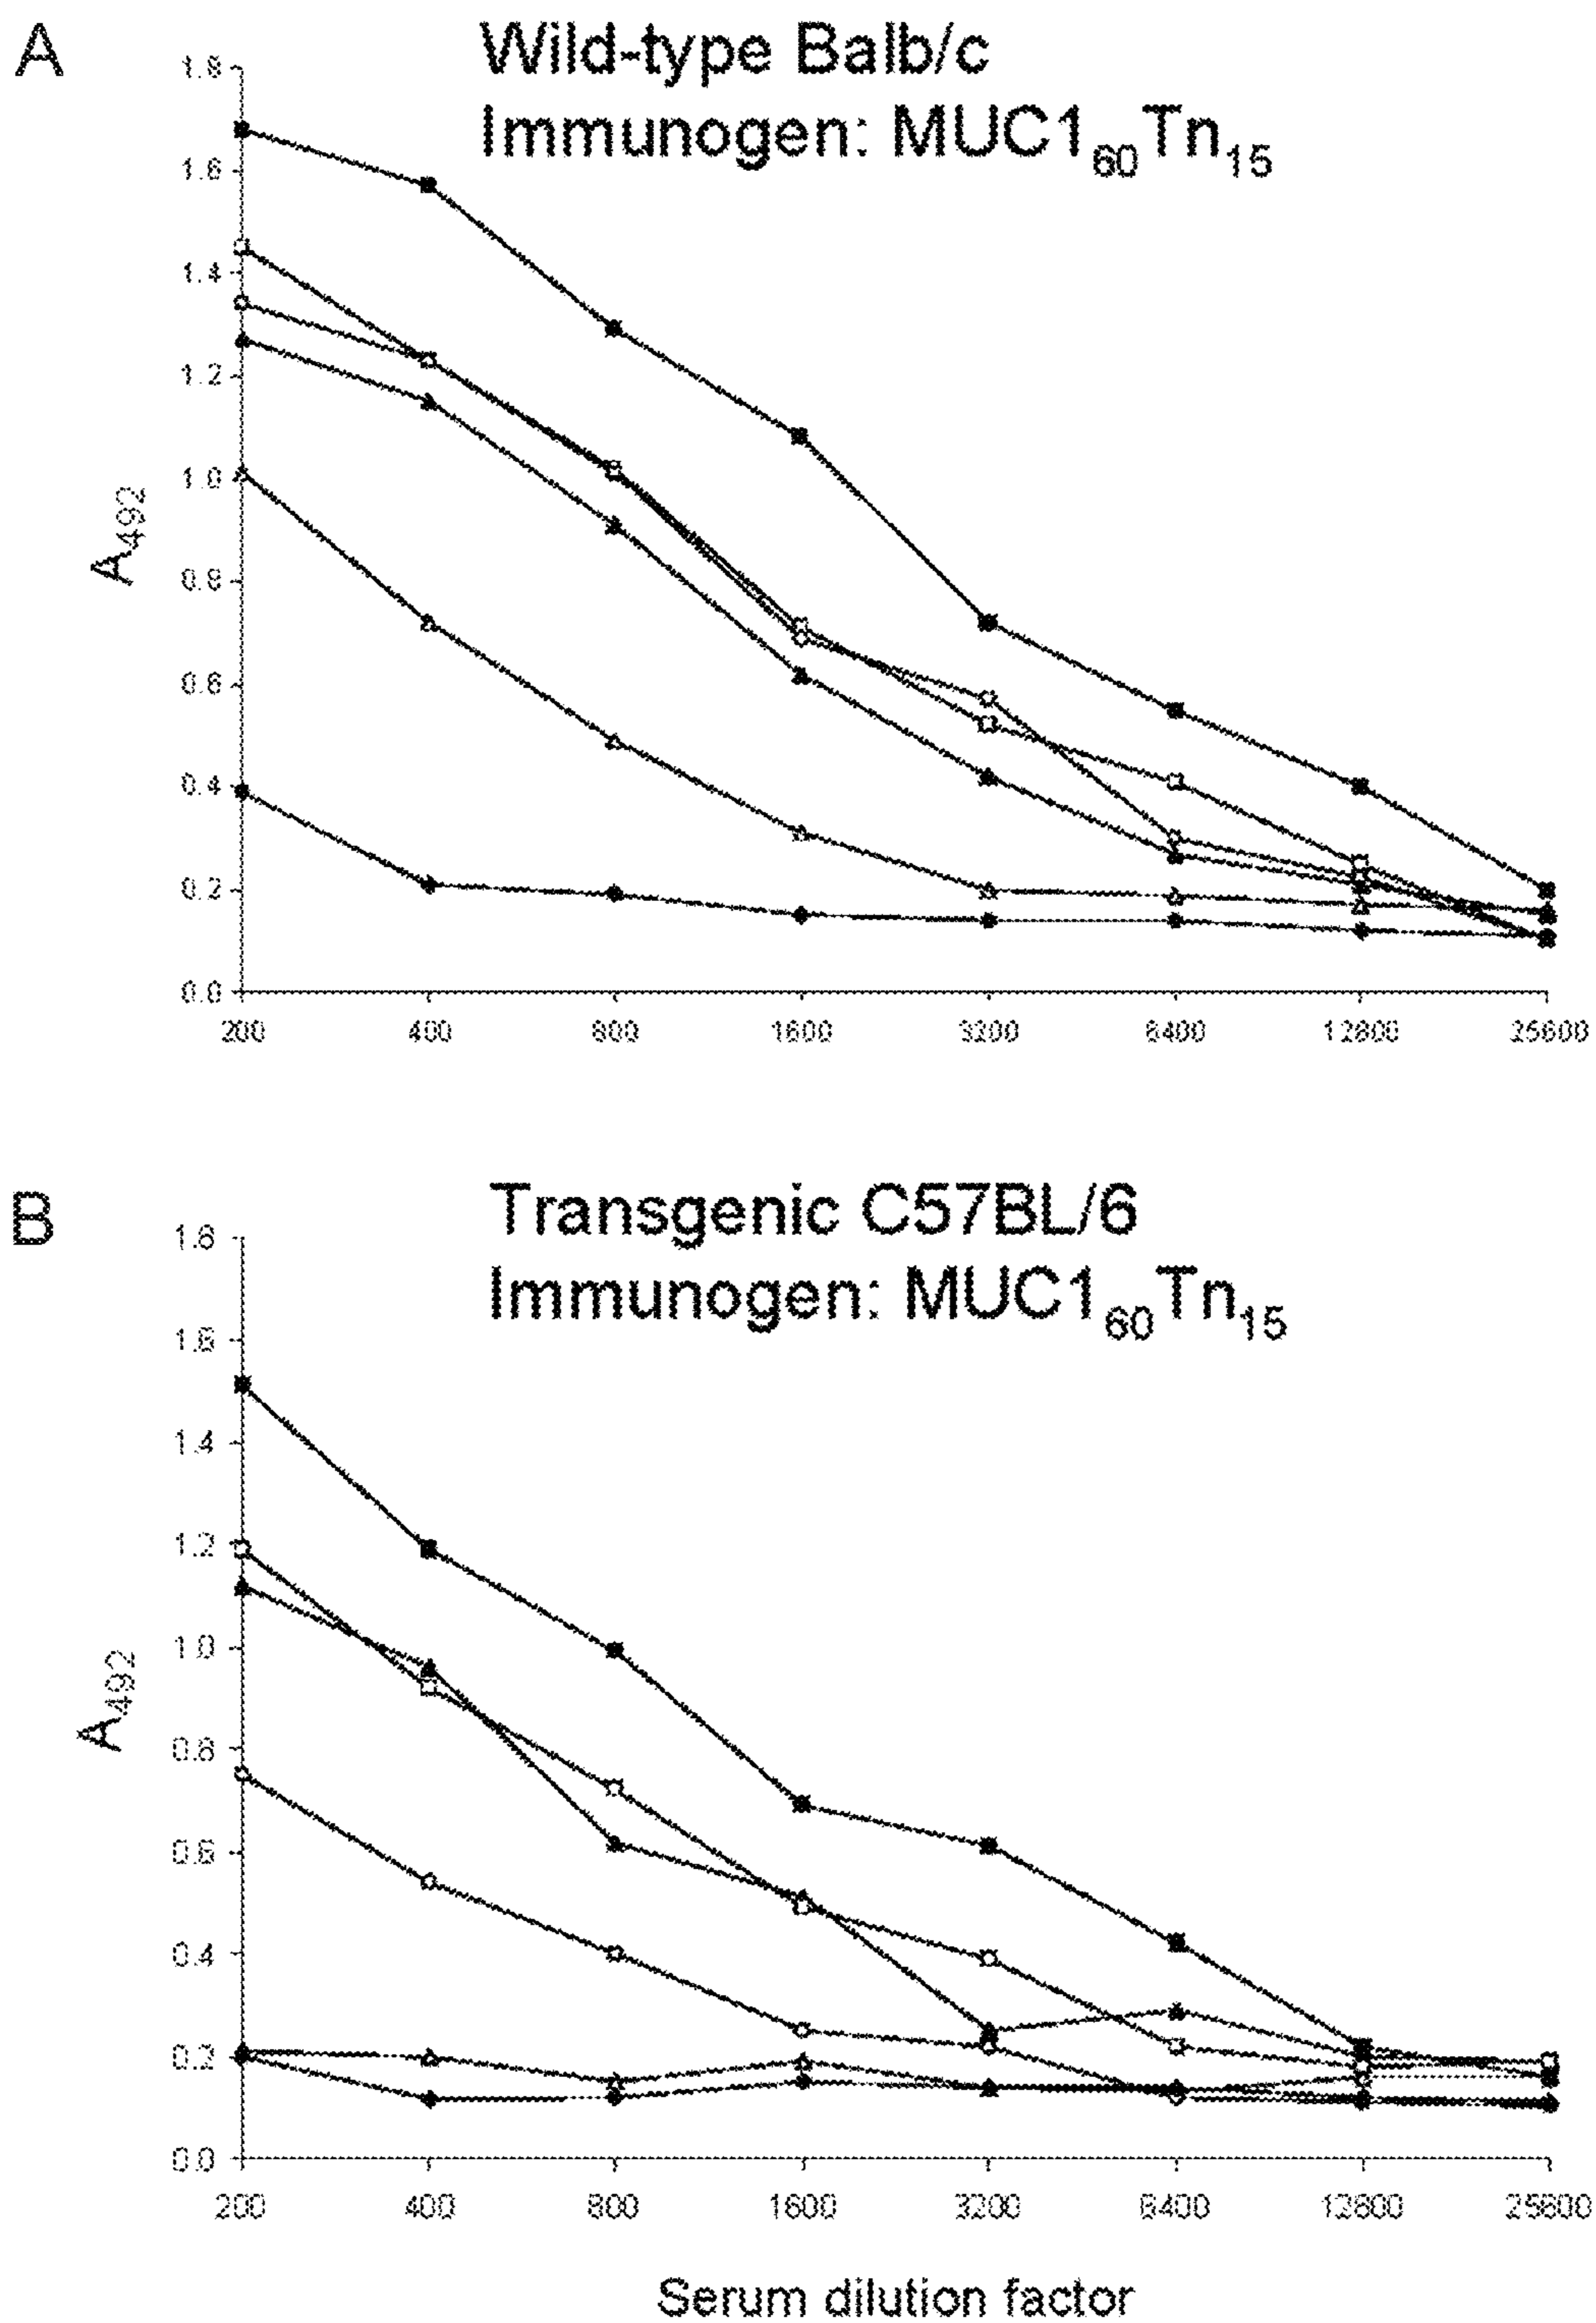 A
Wild-type Balb/c
Immunogen: MUC1₆₀Tn₁₅
1.8
1.6
1.4
1.2
1.0
0.8
0.6
0.4
0.2
0.0
A₄₉₂
200 400 800 1600 3200 6400 12800 25600
B
Transgenic C57BL/6
Immunogen: MUC1₆₀Tn₁₅
1.8
1.6
1.4
1.2
1.0
0.8
0.6
0.4
0.2
0.0
A₄₉₂
200 400 800 1600 3200 6400 12800 25600
Serum dilution factor